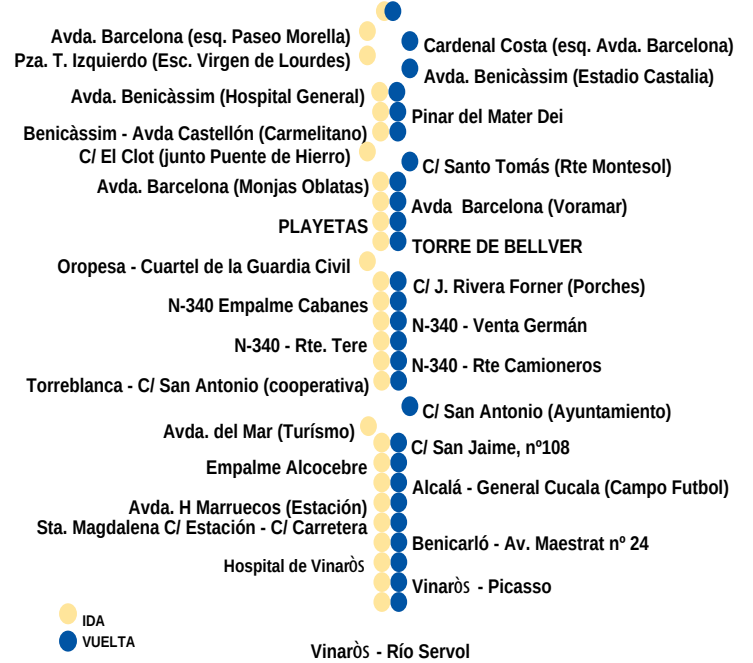 Avda. Barcelona (esq. Paseo Morella)
Cardenal Costa (esq. Avda. Barcelona)
Pza. T. Izquierdo (Esc. Virgen de Lourdes)
Avda. Benicàssim (Estadio Castalia)
Avda. Benicàssim (Hospital General)
Pinar del Mater Dei
Benicàssim - Avda Castellón (Carmelitano)
C/ El Clot (junto Puente de Hierro)
C/ Santo Tomás (Rte Montesol)
Avda. Barcelona (Monjas Oblatas)
Avda Barcelona (Voramar)
PLAYETAS
TORRE DE BELLVER
Oropesa - Cuartel de la Guardia Civil
C/ J. Rivera Forner (Porches)
N-340 Empalme Cabanes
N-340 - Venta Germán
N-340 - Rte. Tere
N-340 - Rte Camioneros
Torreblanca - C/ San Antonio (cooperativa)
C/ San Antonio (Ayuntamiento)
Avda. del Mar (Turísmo)
C/ San Jaime, nº108
Empalme Alcocebre
Alcalá - General Cucala (Campo Futbol)
Avda. H Marruecos (Estación)
Sta. Magdalena C/ Estación - C/ Carretera
Benicarló - Av. Maestrat nº 24
Hospital de Vinaròs
Vinaròs - Picasso
IDA
VUELTA
Vinaròs - Río Servol